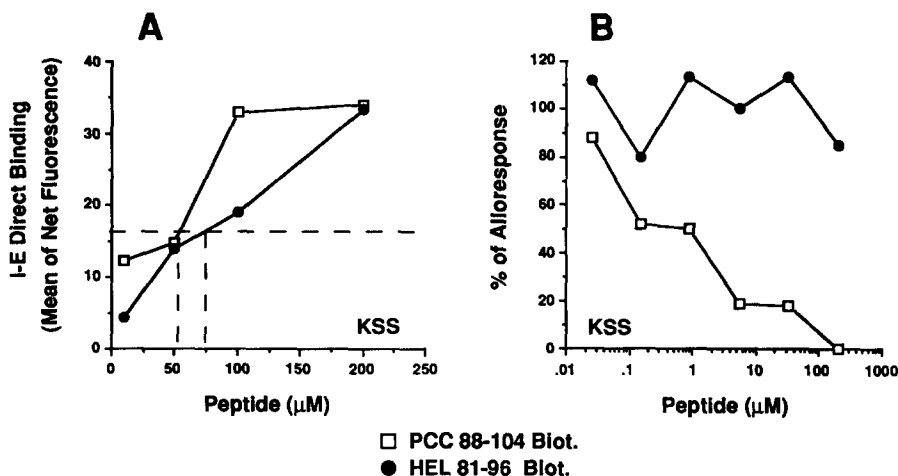 A
I-E Direct Binding
(Mean of Net Fluorescence)
40
30
20
10
0
0
50
100
150
200
250
KSS
Peptide (µM)
B
% of Alloresponse
120
100
80
60
40
20
0
.01
.1
1
10
100
1000
KSS
Peptide (µM)
PCC 88-104 Biot.
HEL 81-96 Biot.